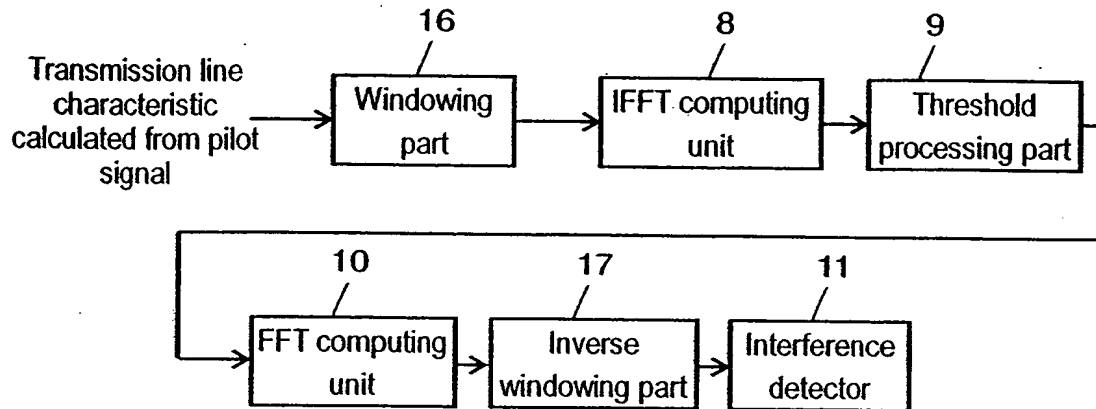 16
8
9
Transmission line
characteristic
calculated from pilot
signal
Windowing
part
IFFT computing
unit
Threshold
processing part
10
17
11
FFT computing
unit
Inverse
windowing part
Interference
detector